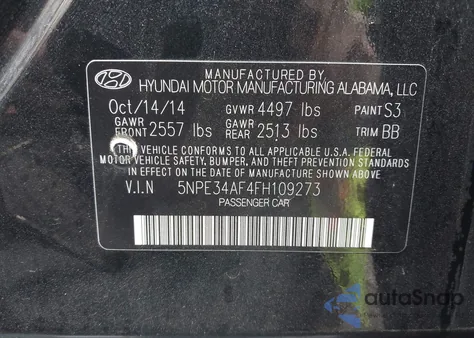 MANUFACTURED BY
HYUNDAI MOTOR MANUFACTURING ALABAMA, LLC
Oct/14/14 GVWR 4497 lbs PAINT S3
GAWR FRONT 2557 lbs GAWR REAR 2513 lbs TRIM BB
THIS VEHICLE CONFORMS TO ALL APPLICABLE U.S.A. FEDERAL
MOTOR VEHICLE SAFETY, BUMPER, AND THEFT PREVENTION STANDARDS
IN EFFECT ON THE DATE OF MANUFACTURE SHOWN ABOVE.
V.I.N 5NPE34AF4FH109273
PASSENGER CAR
autoSnap